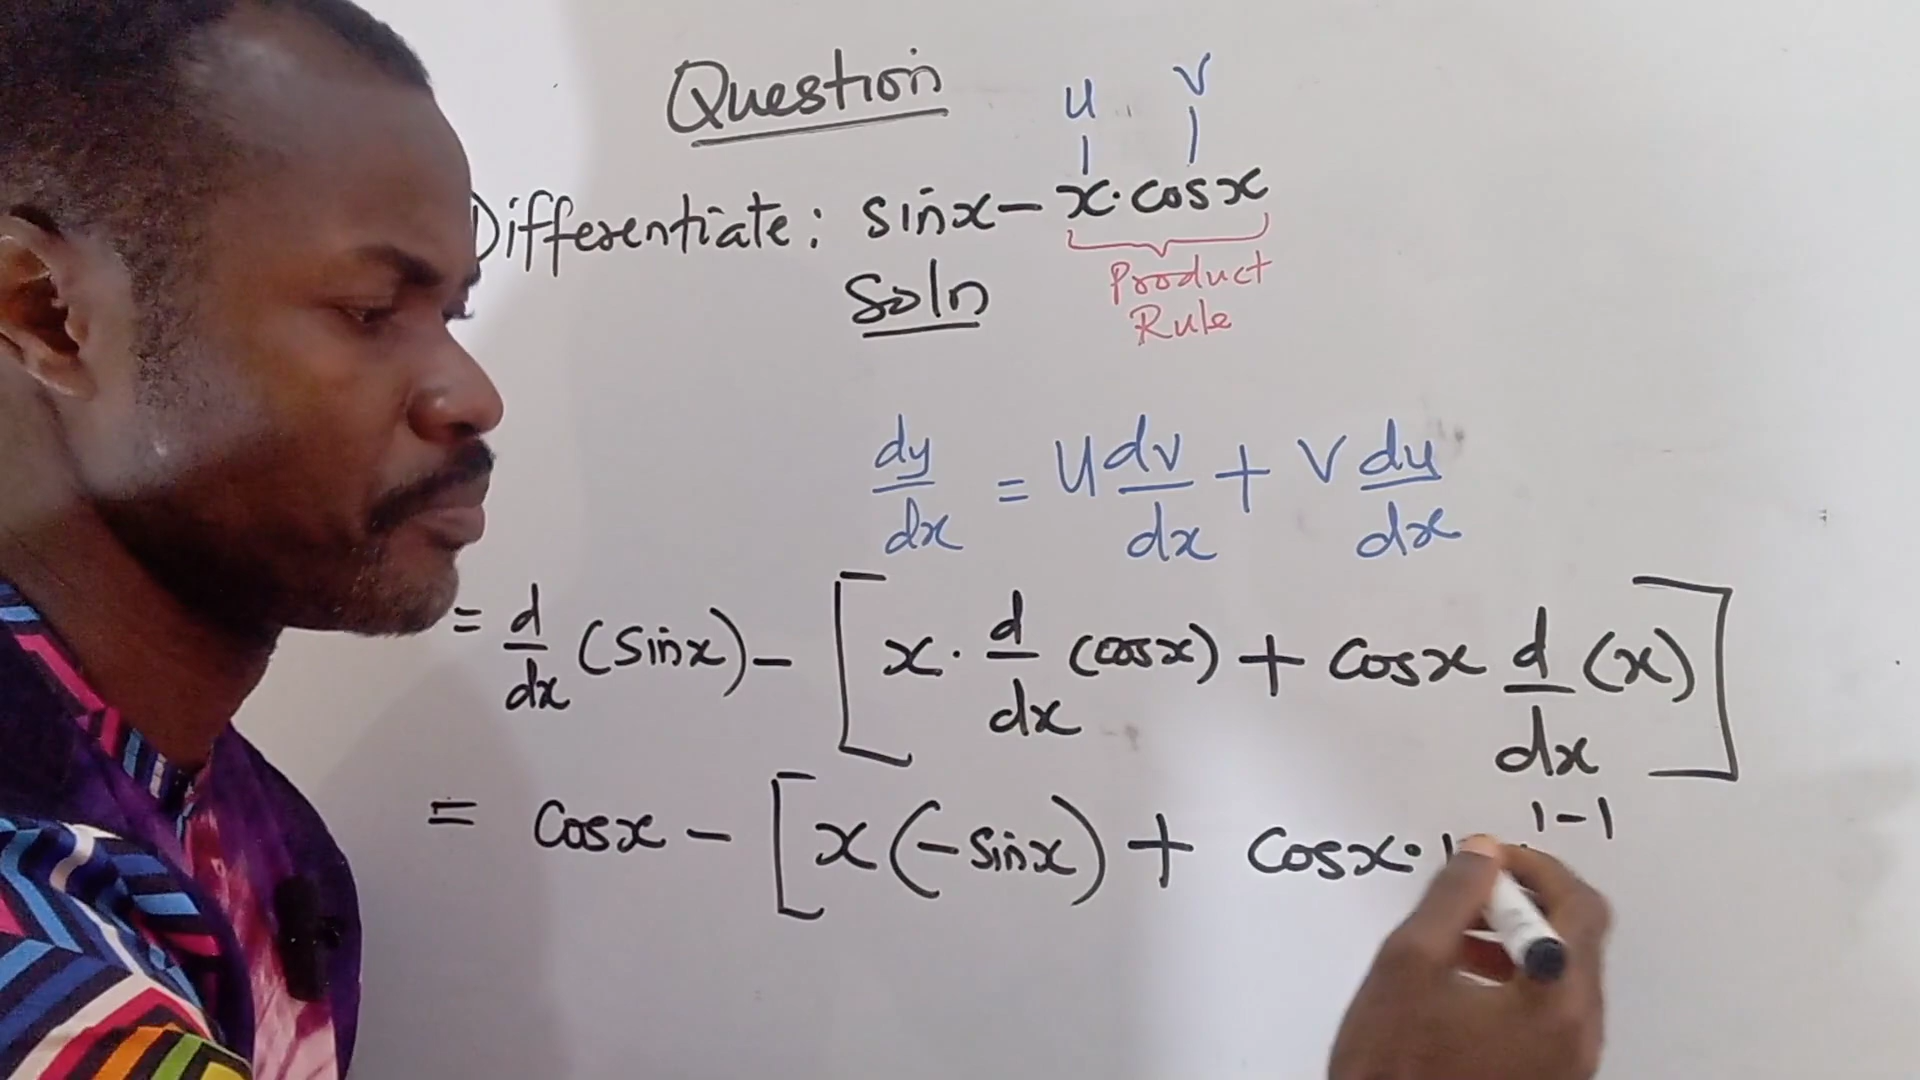 Question
u v
Differentiate: sinx - x·cosx
Product
Rule
Soln
dy/dx = u dv/dx + v du/dx
= d/dx (sinx) - [x· d/dx (cosx) + cosx d/dx (x)]
= cosx - [x(-sinx) + cosx· 1-1